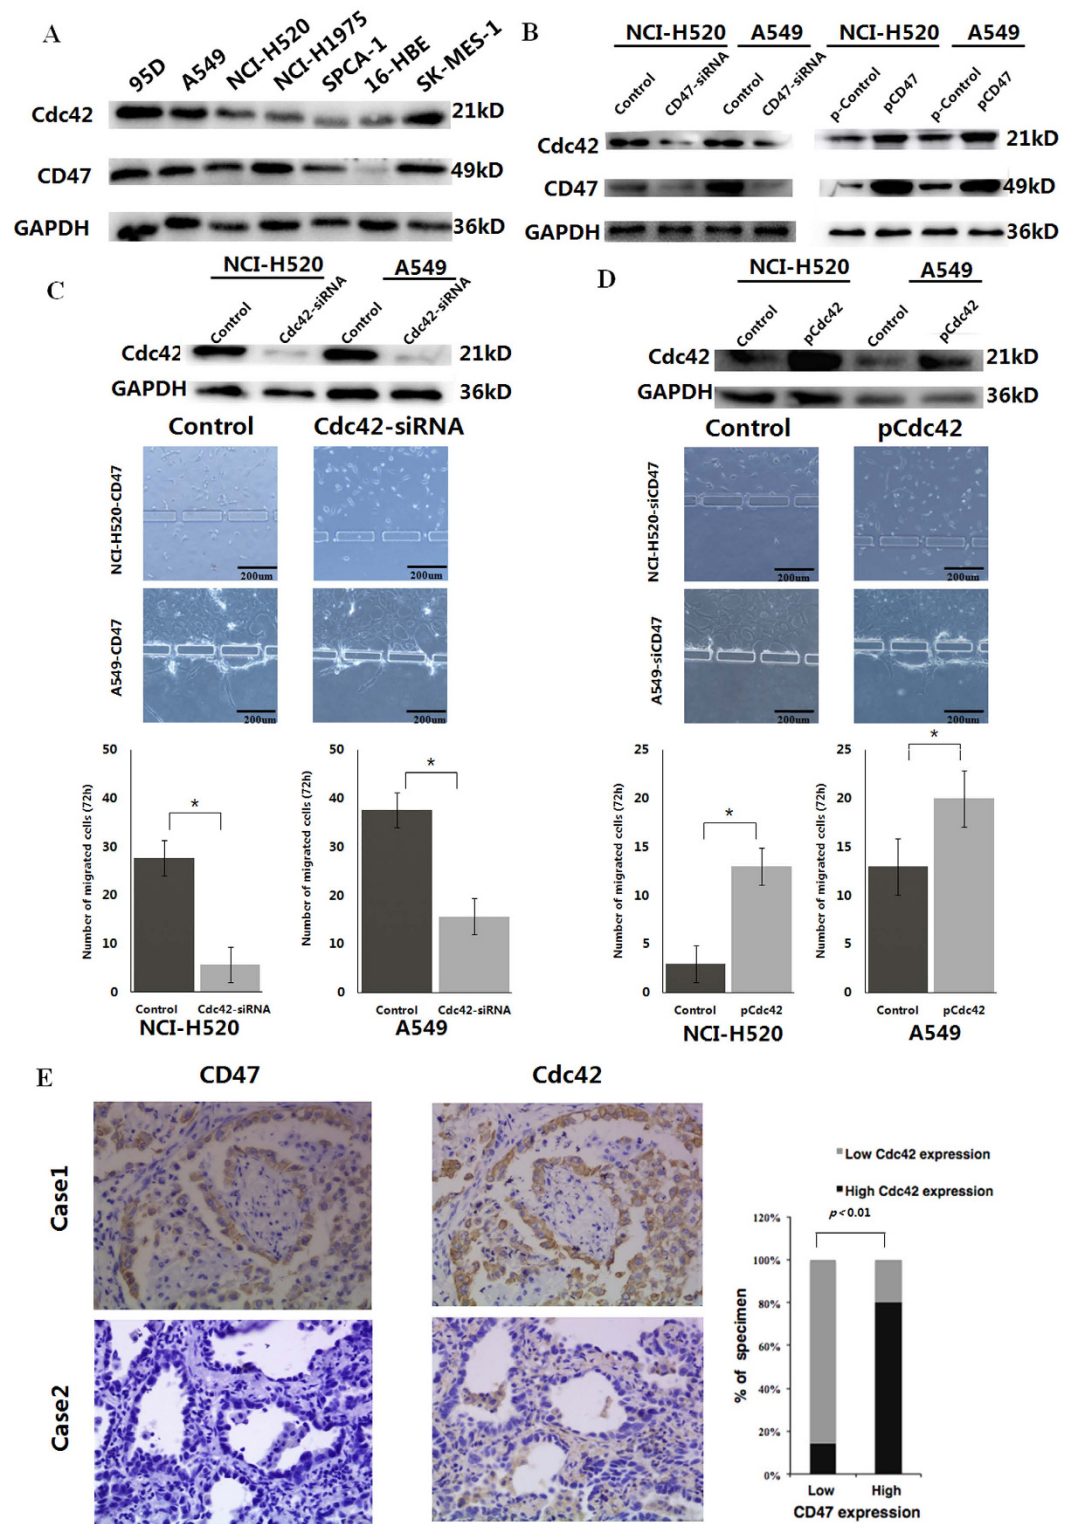 A
95D A549 NCI-H520 NCI-H1975 SPCA-1 16-HBE SK-MES-1
Cdc42 21kD
CD47 49kD
GAPDH 36kD
B
NCI-H520 A549 NCI-H520 A549
Control CD47-siRNA Control CD47-siRNA p-Control pCD47 p-Control pCD47
Cdc42 21kD
CD47 49kD
GAPDH 36kD
C
NCI-H520 A549
Control Cdc42-siRNA Control Cdc42-siRNA
Cdc42 21kD
GAPDH 36kD
Control Cdc42-siRNA
NCI-H520-CD47
200um 200um
A549-CD47
200um 200um
Number of migrated cells (72h)
50
40
30
20
10
0
*
Control Cdc42-siRNA
NCI-H520
Number of migrated cells (72h)
50
40
30
20
10
0
*
Control Cdc42-siRNA
A549
D
NCI-H520 A549
Control pCdc42 Control pCdc42
Cdc42 21kD
GAPDH 36kD
Control pCdc42
NCI-H520-siCD47
200um 200um
A549-siCD47
200um 200um
Number of migrated cells (72h)
25
20
15
10
5
0
*
Control pCdc42
NCI-H520
Number of migrated cells (72h)
25
20
15
10
5
0
*
Control pCdc42
A549
E
CD47 Cdc42
Case1
Case2
Low Cdc42 expression
High Cdc42 expression
p<0.01
% of specimen
120%
100%
80%
60%
40%
20%
0%
Low High
CD47 expression